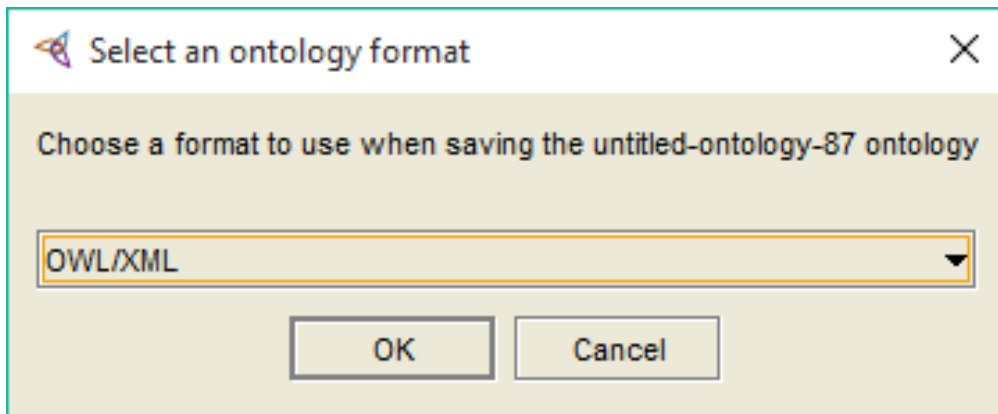 Select an ontology format
Choose a format to use when saving the untitled-ontology-87 ontology
OWL/XML
OK
Cancel